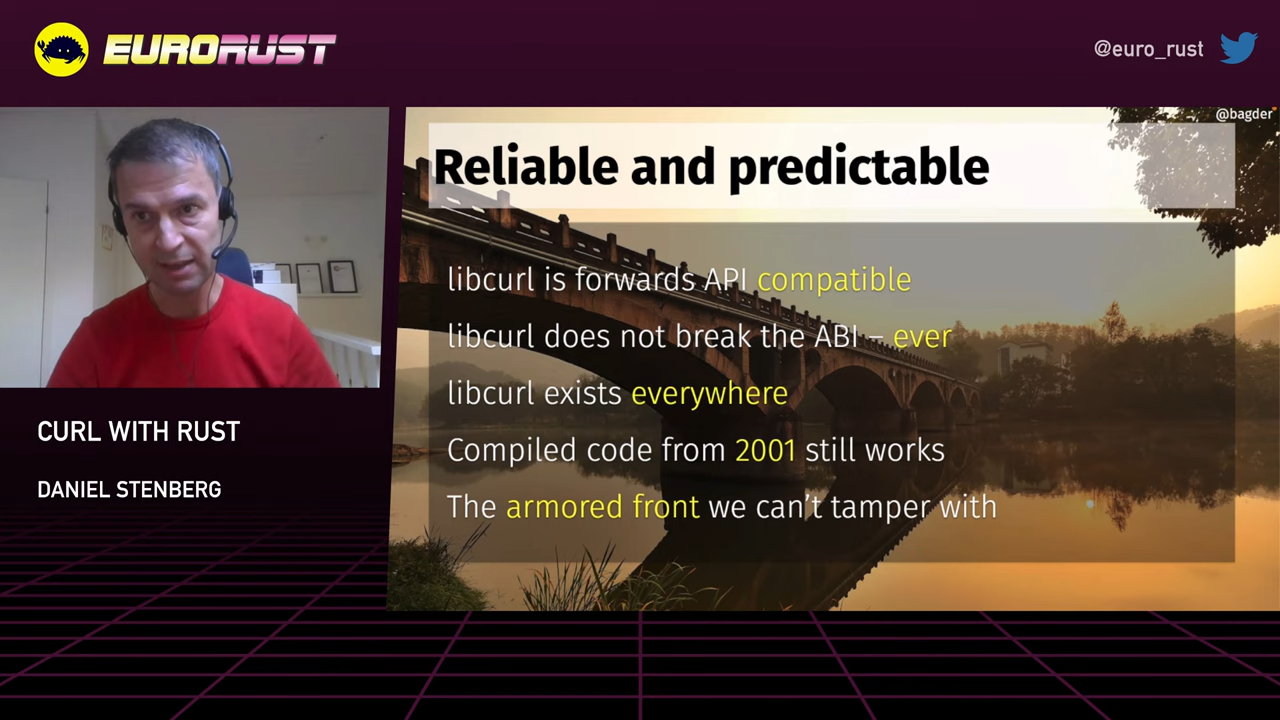 EURORUST
@euro_rust
@bagder
Reliable and predictable
libcurl is forwards API compatible
libcurl does not break the ABI – ever
libcurl exists everywhere
Compiled code from 2001 still works
The armored front we can't tamper with
CURL WITH RUST
DANIEL STENBERG